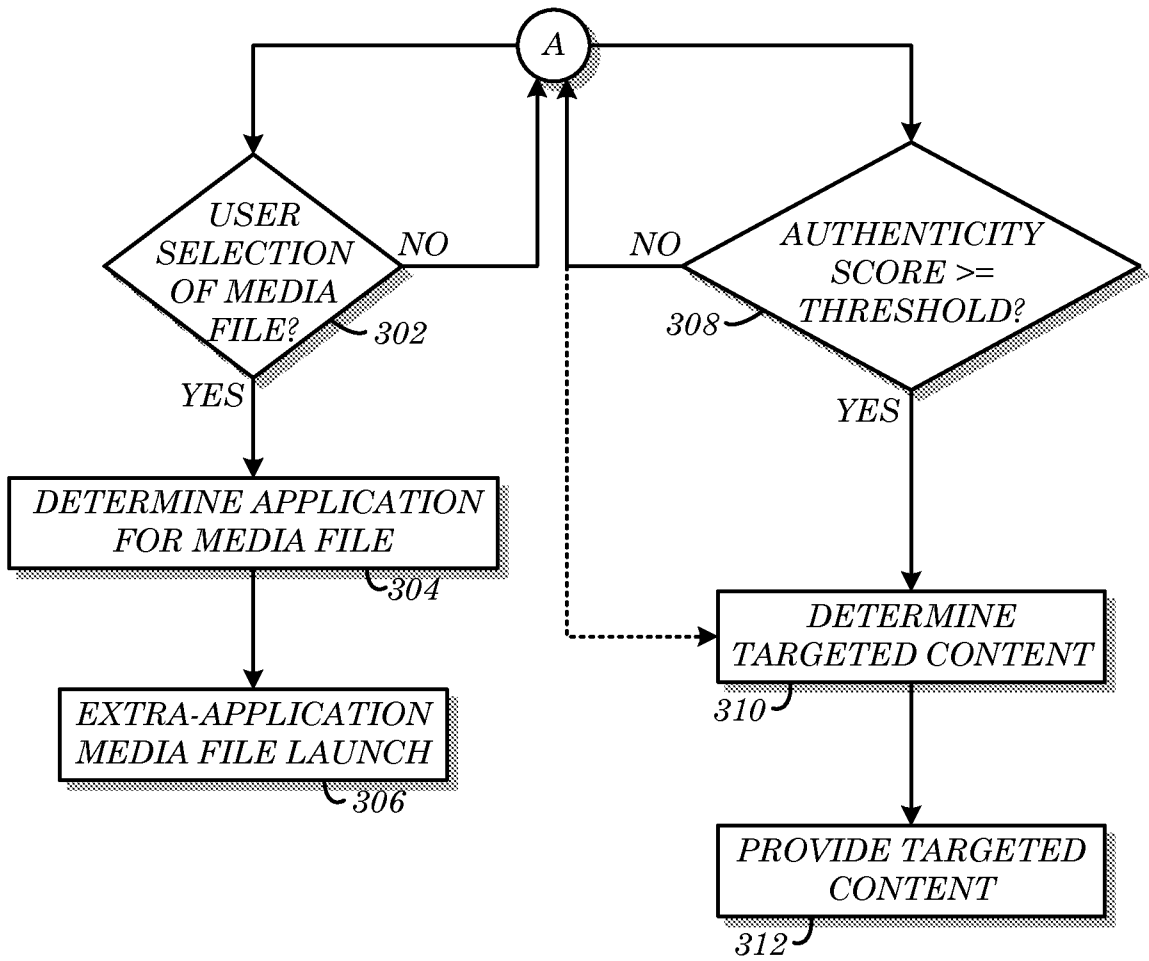 A
USER
SELECTION
OF MEDIA
FILE?
NO
302
YES
DETERMINE APPLICATION
FOR MEDIA FILE
304
EXTRA-APPLICATION
MEDIA FILE LAUNCH
306
AUTHENTICITY
SCORE >=
THRESHOLD?
NO
308
YES
DETERMINE
TARGETED CONTENT
310
PROVIDE TARGETED
CONTENT
312